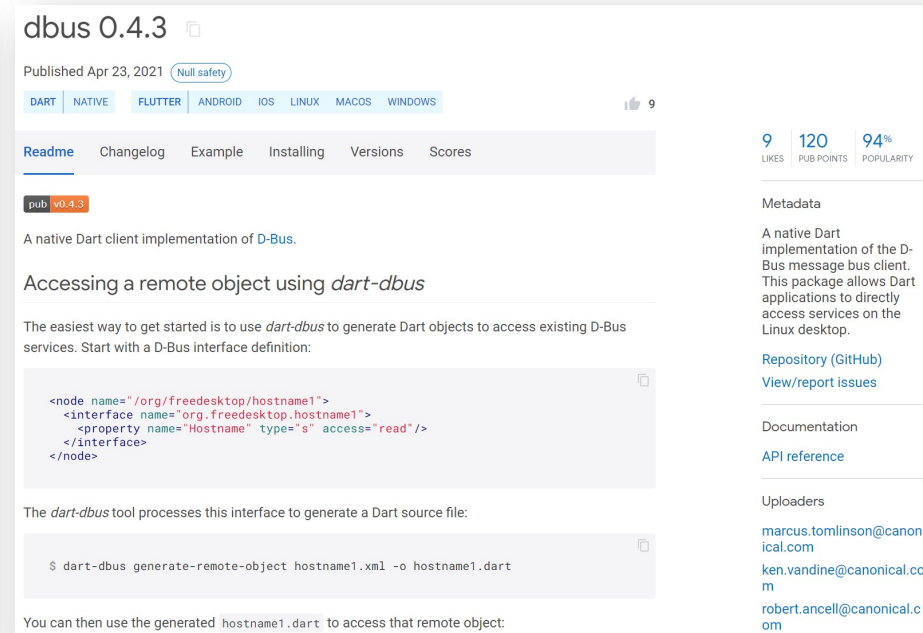 dbus 0.4.3
Published Apr 23, 2021 Null safety
DART NATIVE FLUTTER ANDROID IOS LINUX MACOS WINDOWS
9
Readme Changelog Example Installing Versions Scores
pub v0.4.3
A native Dart client implementation of D-Bus.
Accessing a remote object using dart-dbus
The easiest way to get started is to use dart-dbus to generate Dart objects to access existing D-Bus
services. Start with a D-Bus interface definition:
<node name="/org/freedesktop/hostname1">
  <interface name="org.freedesktop.hostname1">
    <property name="Hostname" type="s" access="read"/>
  </interface>
</node>
The dart-dbus tool processes this interface to generate a Dart source file:
$ dart-dbus generate-remote-object hostname1.xml -o hostname1.dart
You can then use the generated hostname1.dart to access that remote object:
9 120 94%
LIKES PUB POINTS POPULARITY
Metadata
A native Dart
implementation of the D-
Bus message bus client.
This package allows Dart
applications to directly
access services on the
Linux desktop.
Repository (GitHub)
View/report issues
Documentation
API reference
Uploaders
marcus.tomlinson@canon
ical.com
ken.vandine@canonical.co
m
robert.ancell@canonical.c
om